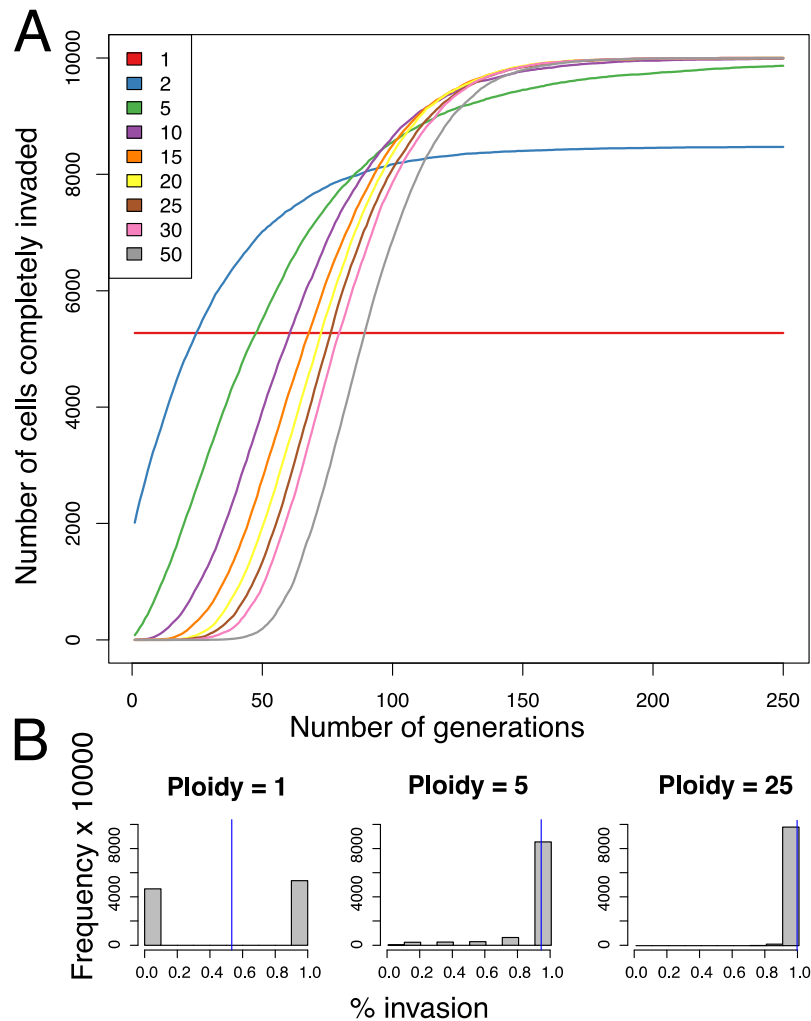 A
1
2
5
10
15
20
25
30
50
Number of cells completely invaded
0
2000
4000
6000
8000
10000
0
50
100
150
200
250
Number of generations
B
Frequency x 10000
Ploidy = 1
Ploidy = 5
Ploidy = 25
0
4000
8000
0.0 0.2 0.4 0.6 0.8 1.0
0
4000
8000
0.0 0.2 0.4 0.6 0.8 1.0
0
4000
8000
0.0 0.2 0.4 0.6 0.8 1.0
% invasion